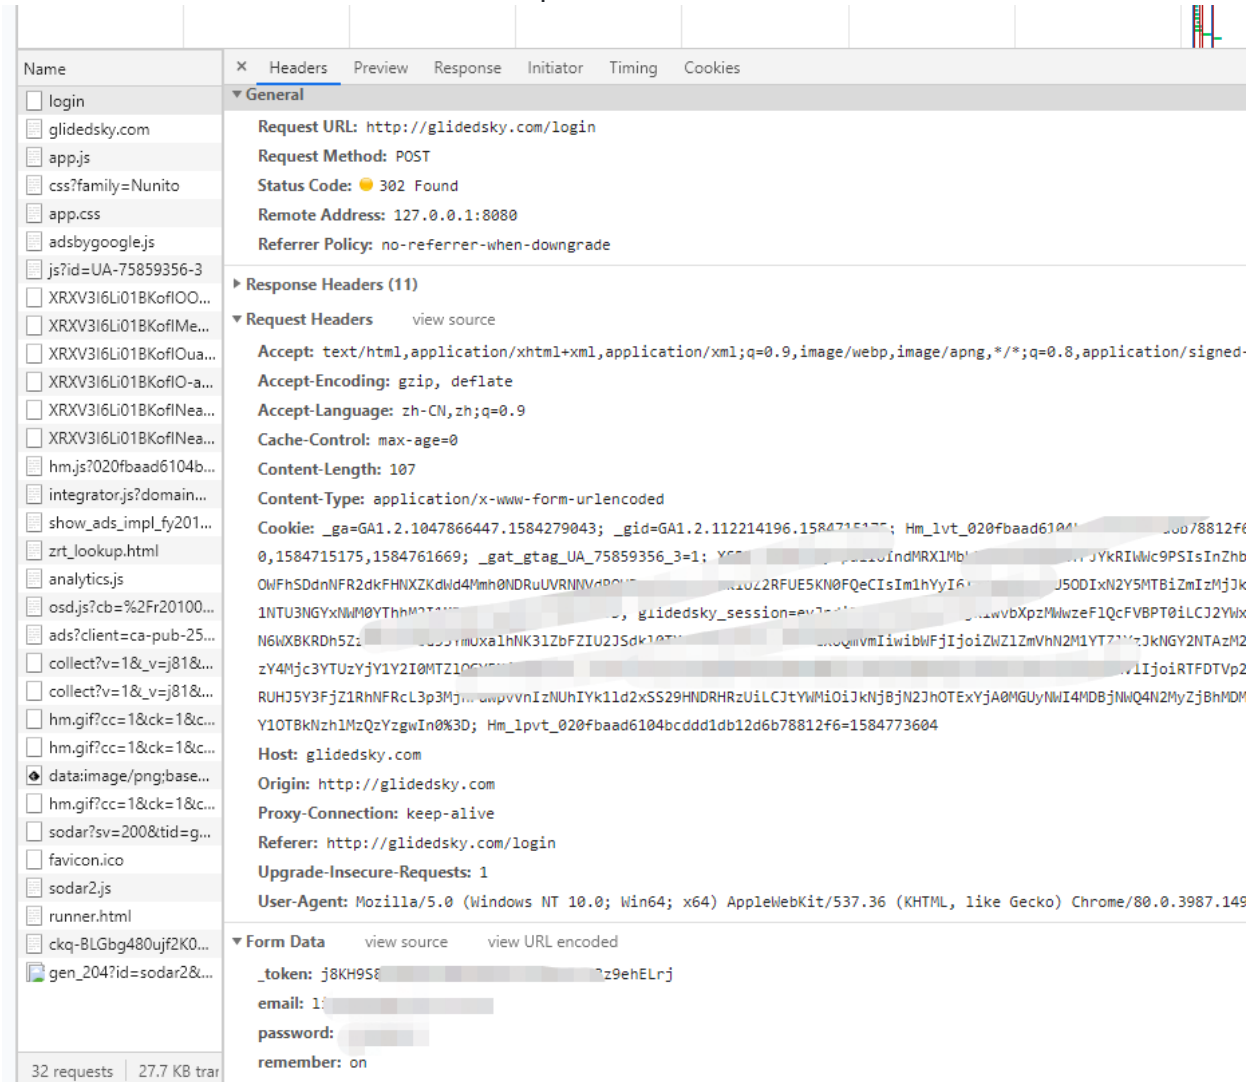 Name
× Headers Preview Response Initiator Timing Cookies
login
glidedsky.com
app.js
css?family=Nunito
app.css
adsbygoogle.js
js?id=UA-75859356-3
XRXV3I6Li01BKofIOO...
XRXV3I6Li01BKofIMe...
XRXV3I6Li01BKofIOua...
XRXV3I6Li01BKofIO-a...
XRXV3I6Li01BKofINea...
XRXV3I6Li01BKofINea...
hm.js?020fbaad6104b...
integrator.js?domain...
show_ads_impl_fy201...
zrt_lookup.html
analytics.js
osd.js?cb=%2Fr20100...
ads?client=ca-pub-25...
collect?v=1&_v=j81&...
collect?v=1&_v=j81&...
hm.gif?cc=1&ck=1&c...
hm.gif?cc=1&ck=1&c...
data:image/png;base...
hm.gif?cc=1&ck=1&c...
sodar?sv=200&tid=g...
favicon.ico
sodar2.js
runner.html
ckq-BLGbg480ujf2K0...
gen_204?id=sodar2&...
32 requests 27.7 KB trar
General
Request URL: http://glidedsky.com/login
Request Method: POST
Status Code: 302 Found
Remote Address: 127.0.0.1:8080
Referrer Policy: no-referrer-when-downgrade
Response Headers (11)
Request Headers view source
Accept: text/html,application/xhtml+xml,application/xml;q=0.9,image/webp,image/apng,*/*;q=0.8,application/signed-
Accept-Encoding: gzip, deflate
Accept-Language: zh-CN,zh;q=0.9
Cache-Control: max-age=0
Content-Length: 107
Content-Type: application/x-www-form-urlencoded
Cookie: _ga=GA1.2.1047866447.1584279043; _gid=GA1.2.112214196.1584715175; Hm_lvt_020fbaad6104
0,1584715175,1584761669; _gat_gtag_UA_75859356_3=1;
glidedsky_session=
Hm_lpvt_020fbaad6104bcddd1db12d6b78812f6=1584773604
Host: glidedsky.com
Origin: http://glidedsky.com
Proxy-Connection: keep-alive
Referer: http://glidedsky.com/login
Upgrade-Insecure-Requests: 1
User-Agent: Mozilla/5.0 (Windows NT 10.0; Win64; x64) AppleWebKit/537.36 (KHTML, like Gecko) Chrome/80.0.3987.149
Form Data view source view URL encoded
_token: j8KH9S8 z9ehELrj
email: li
password:
remember: on